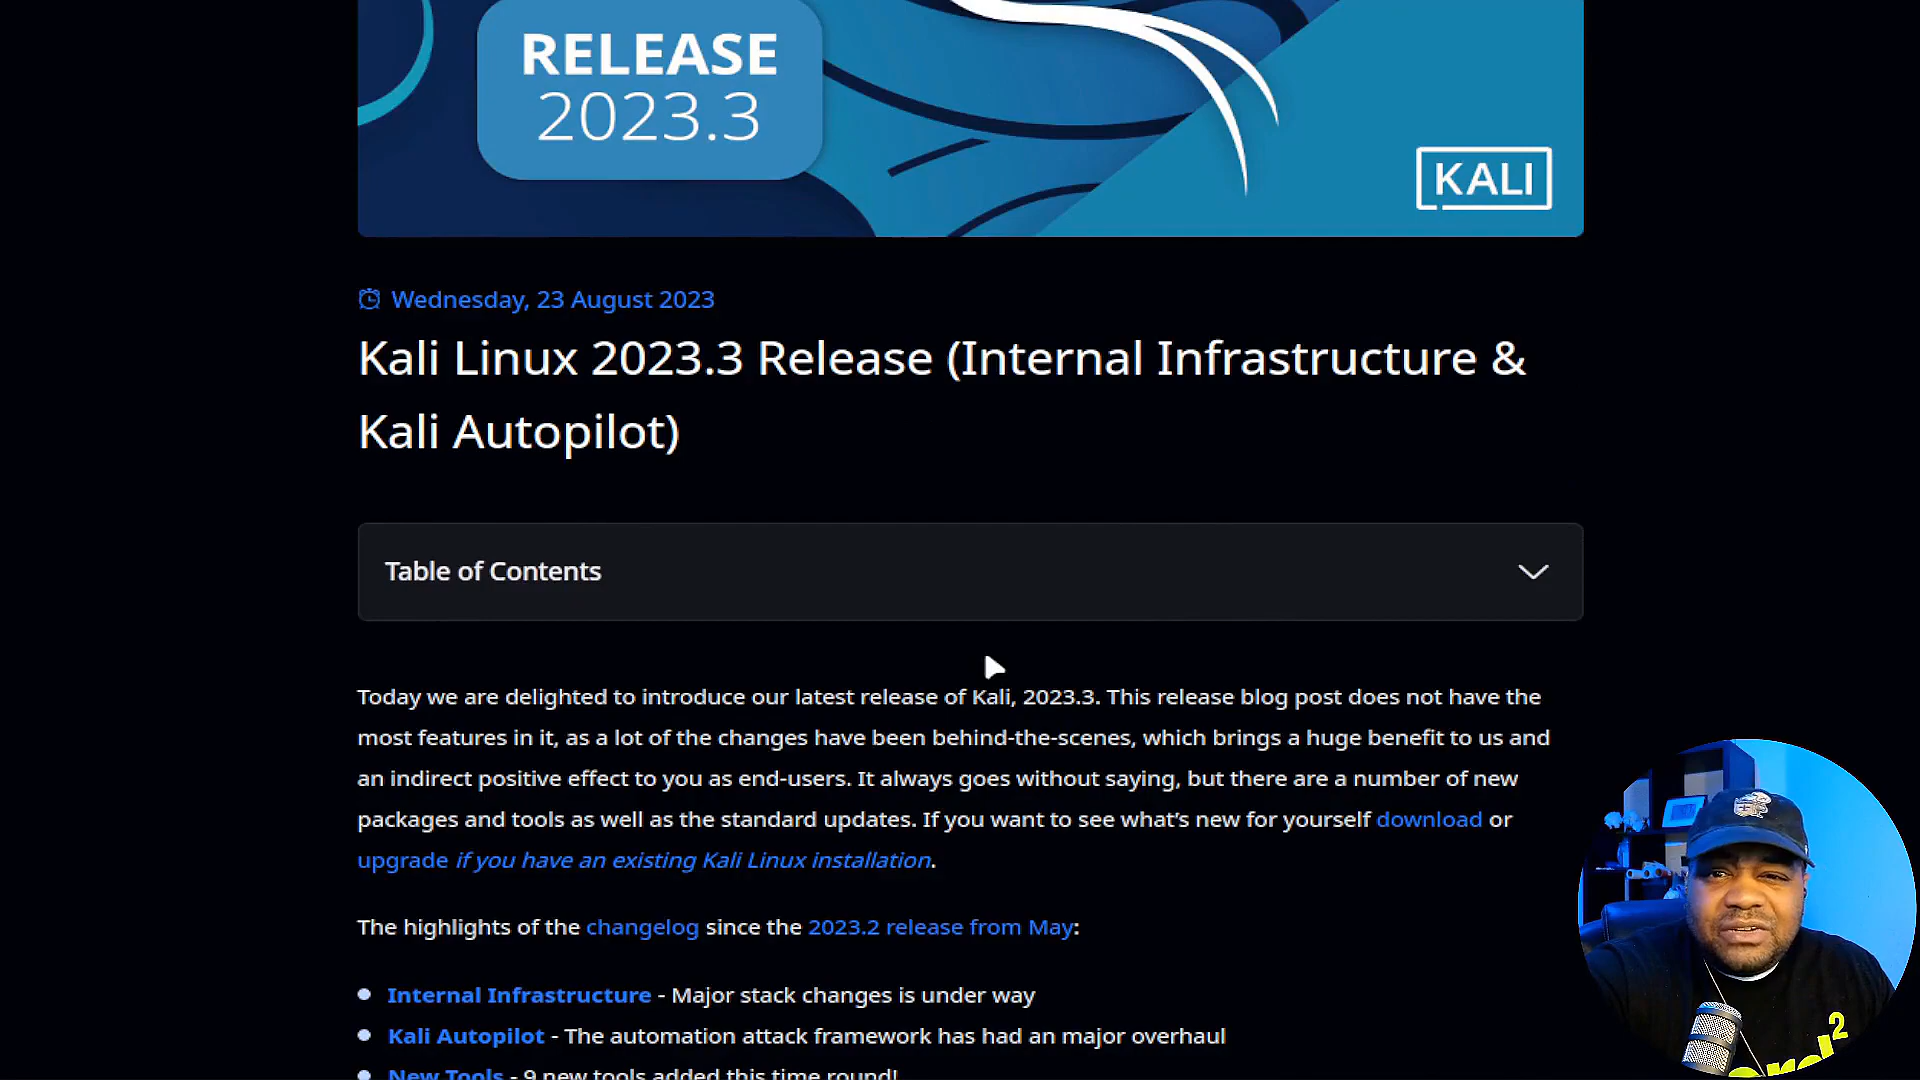 RELEASE
2023.3
KALI
Wednesday, 23 August 2023
Kali Linux 2023.3 Release (Internal Infrastructure &
Kali Autopilot)
Table of Contents
Today we are delighted to introduce our latest release of Kali, 2023.3. This release blog post does not have the
most features in it, as a lot of the changes have been behind-the-scenes, which brings a huge benefit to us and
an indirect positive effect to you as end-users. It always goes without saying, but there are a number of new
packages and tools as well as the standard updates. If you want to see what's new for yourself download or
upgrade if you have an existing Kali Linux installation.
The highlights of the changelog since the 2023.2 release from May:
Internal Infrastructure - Major stack changes is under way
Kali Autopilot - The automation attack framework has had an major overhaul
New Tools - 9 new tools added this time round!